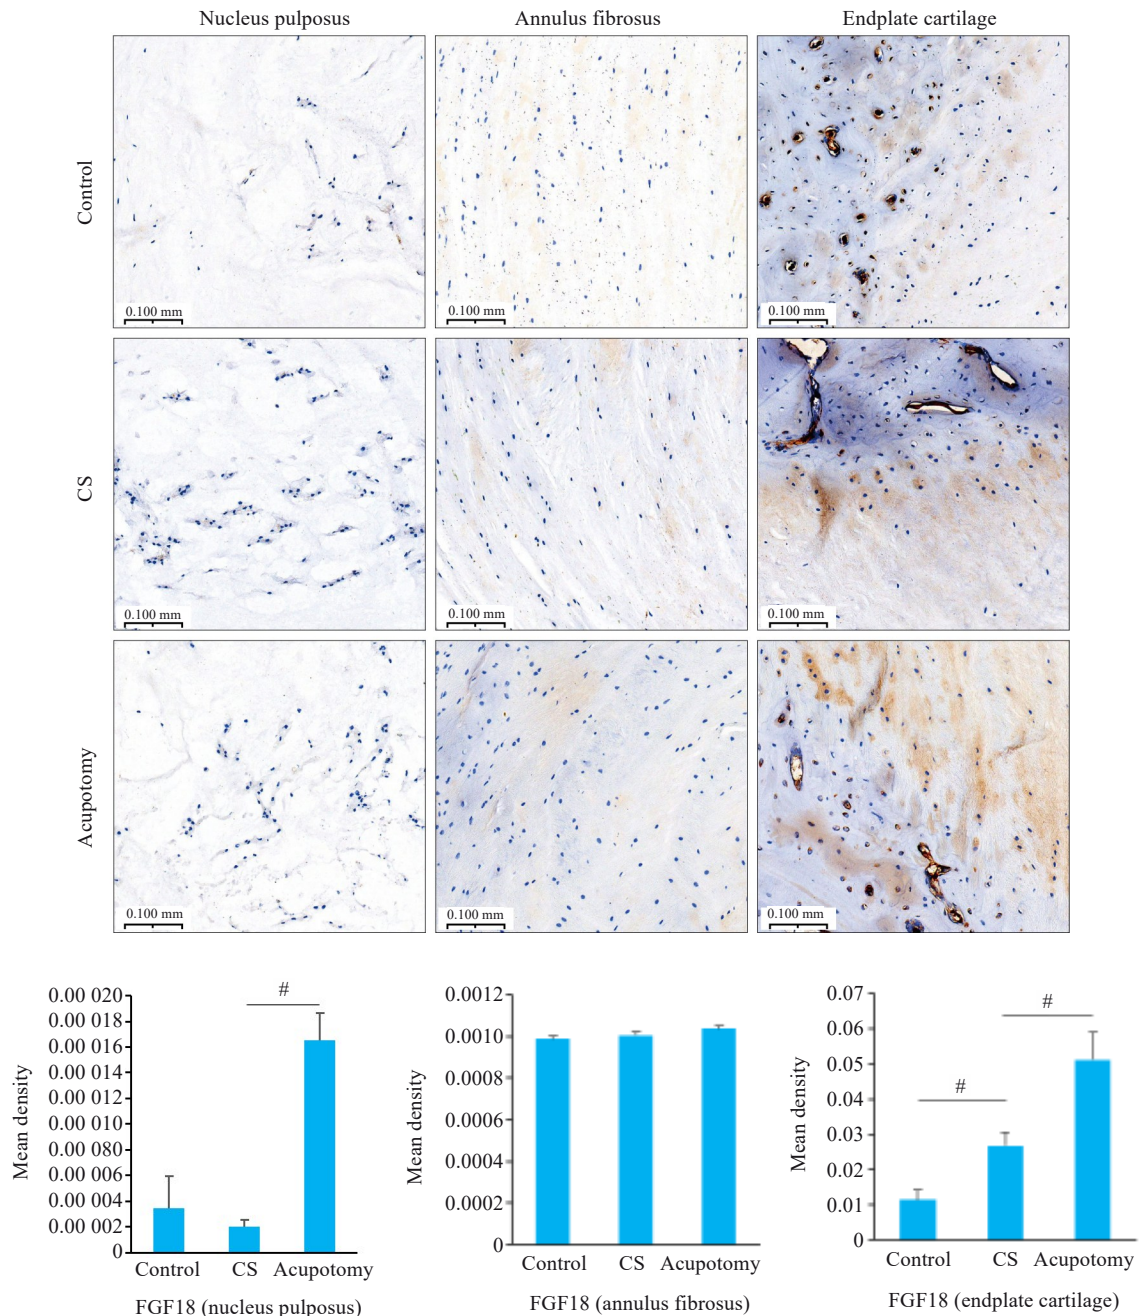 Nucleus pulposus
Annulus fibrosus
Endplate cartilage
Control
0.100 mm
0.100 mm
0.100 mm
CS
0.100 mm
0.100 mm
0.100 mm
Acupotomy
0.100 mm
0.100 mm
0.100 mm
Mean density
0.00 020
0.00 018
0.00 016
0.00 014
0.00 012
0.00 010
0.00 080
0.00 006
0.00 004
0.00 002
0
#
Control
CS
Acupotomy
FGF18 (nucleus pulposus)
Mean density
0.0012
0.0010
0.0008
0.0006
0.0004
0.0002
0
Control
CS
Acupotomy
FGF18 (annulus fibrosus)
Mean density
0.07
0.06
0.05
0.04
0.03
0.02
0.01
0
#
#
Control
CS
Acupotomy
FGF18 (endplate cartilage)